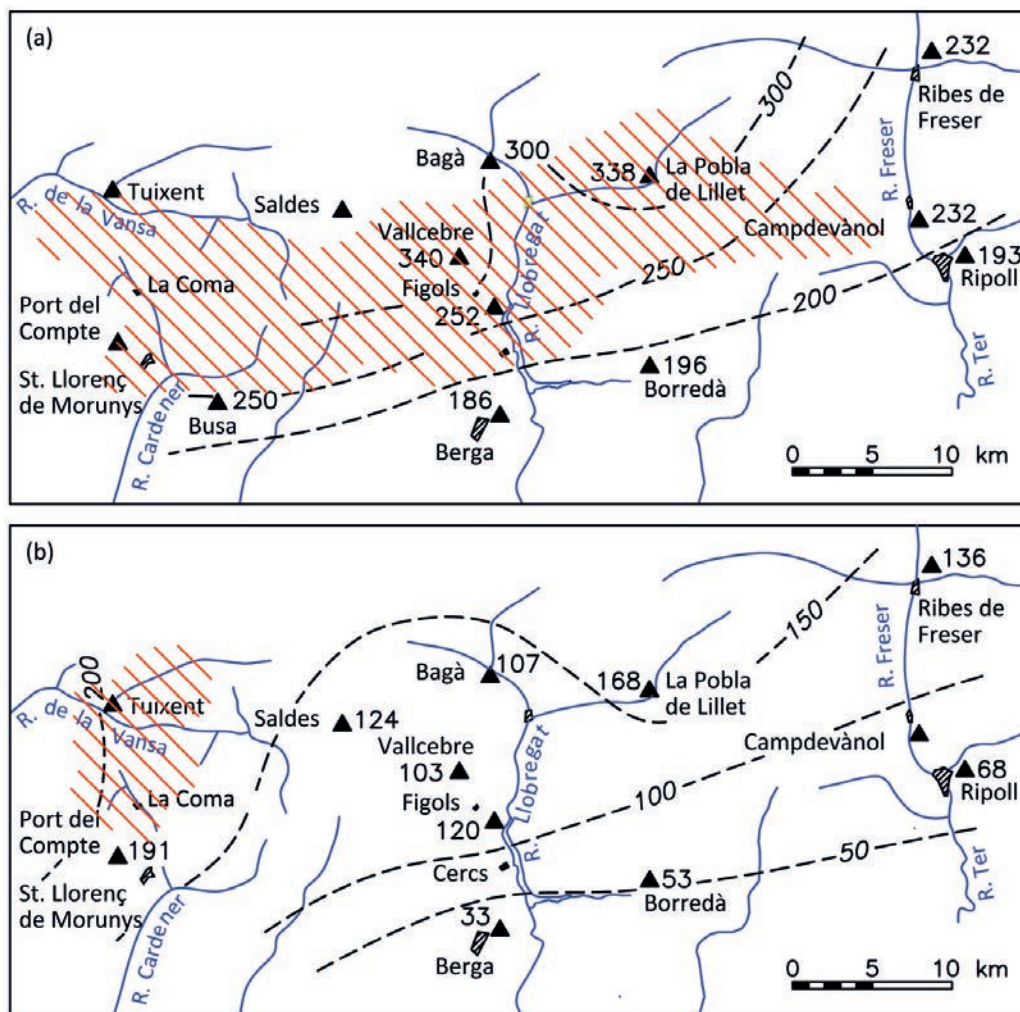 (a)
232
Ribes de
Freser
300
R. Freser
Bagà
300
338
La Pobla
de Lillet
Tuixent
R. de la Vansa
Saldes
Vallcebre
340
Figols
R. Llobregat
Campdevànol
232
250
193
Ripoll
La Coma
Port del
Compte
252
200
St. Llorenç
de Morunys
R. Cardener
250
Busa
186
Berga
196
Borredà
R. Ter
0 5 10 km
(b)
136
Ribes de
Freser
150
R. Freser
Bagà
107
168
La Pobla
de Lillet
200
Tuixent
R. de la Vansa
Saldes
124
Vallcebre
103
Figols
R. Llobregat
Campdevànol
68
Ripoll
La Coma
Port del
Compte
191
120
100
St. Llorenç
de Morunys
R. Cardener
Cercs
50
53
Borredà
33
Berga
R. Ter
0 5 10 km